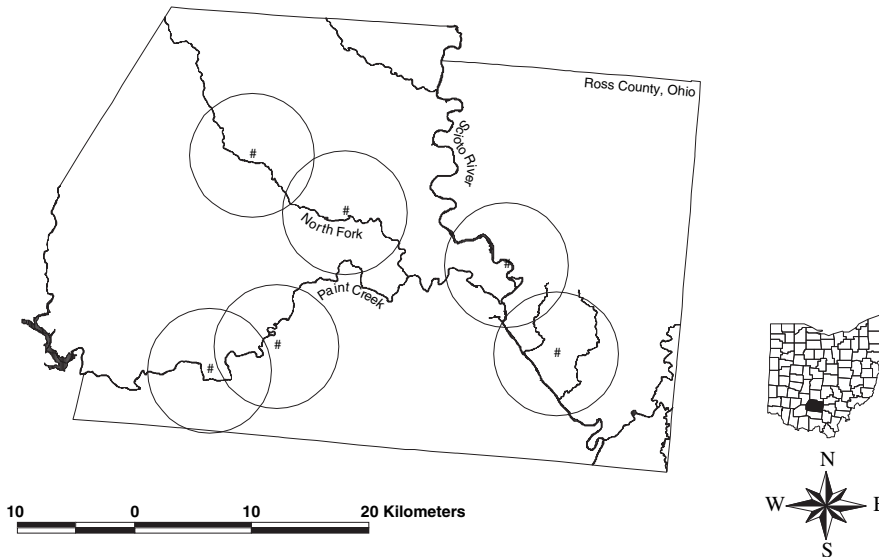 Ross County, Ohio
Scioto River
#
#
North Fork
#
Paint Creek
#
#
#
N
W E
S
10 0 10 20 Kilometers